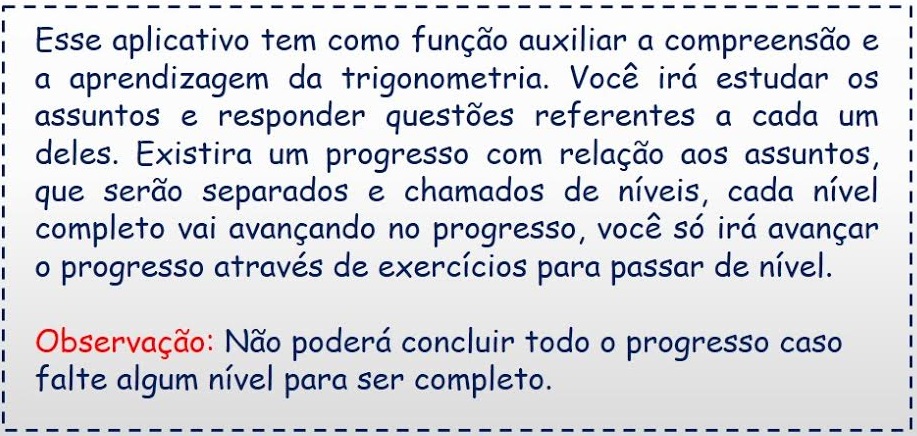 Esse aplicativo tem como função auxiliar a compreensão e
a aprendizagem da trigonometria. Você irá estudar os
assuntos e responder questões referentes a cada um
deles. Existira um progresso com relação aos assuntos,
que serão separados e chamados de níveis, cada nível
completo vai avançando no progresso, você só irá avançar
o progresso através de exercícios para passar de nível.
Observação: Não poderá concluir todo o progresso caso
falte algum nível para ser completo.